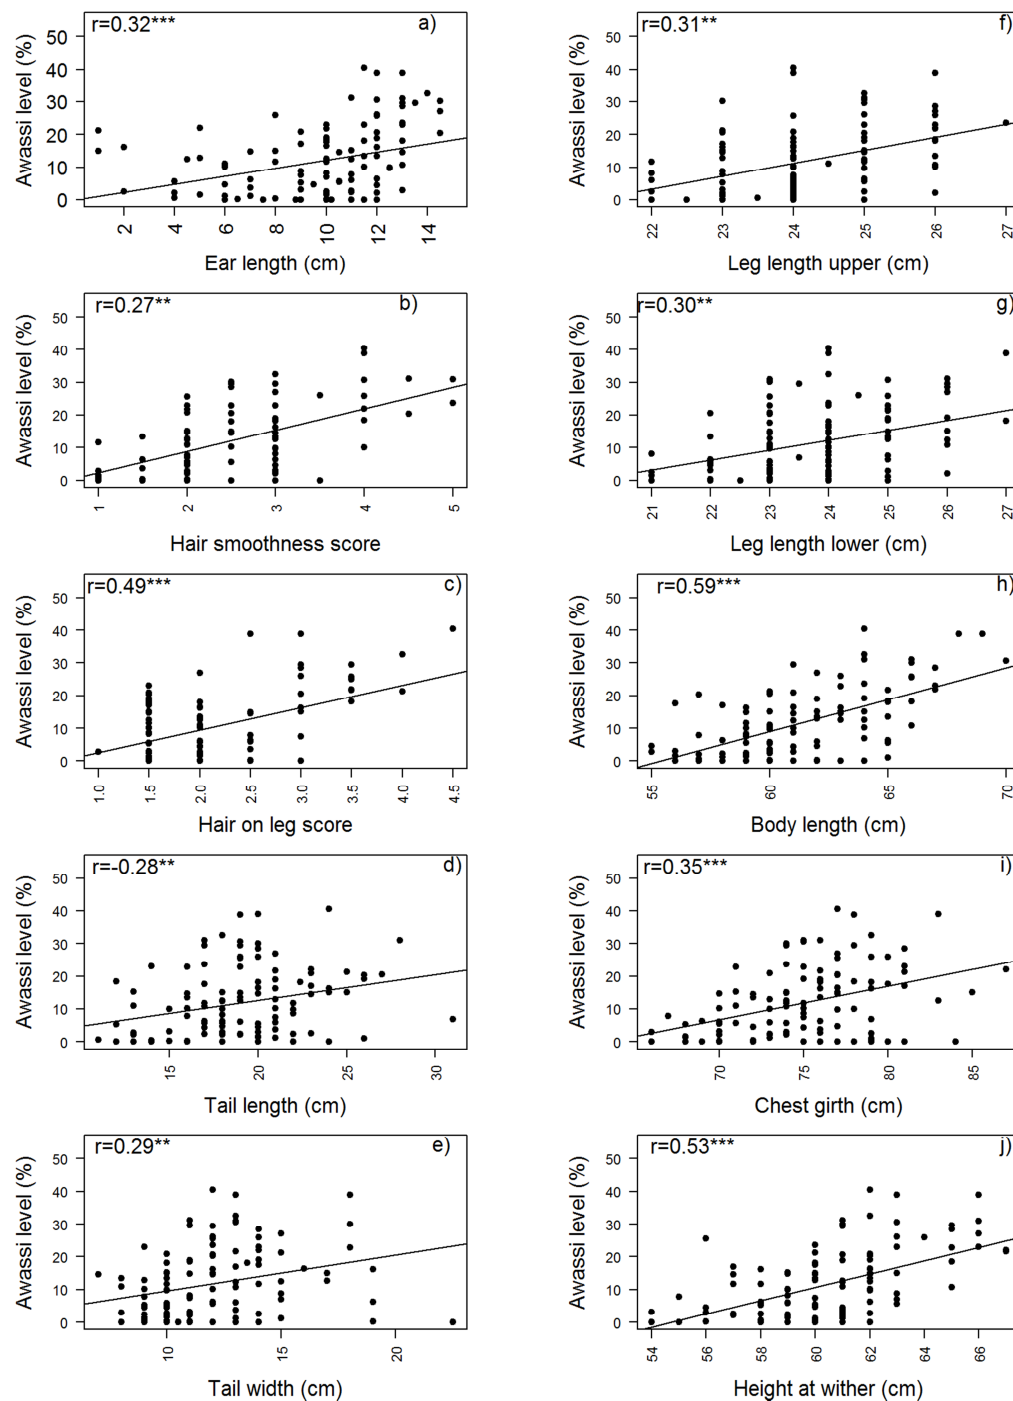 r=0.32***
a)
Awassi level (%)
50
40
30
20
10
0
2
4
6
8
10
12
14
Ear length (cm)
r=0.27**
b)
Awassi level (%)
50
40
30
20
10
0
1
2
3
4
5
Hair smoothness score
r=0.49***
c)
Awassi level (%)
50
40
30
20
10
0
1.0
1.5
2.0
2.5
3.0
3.5
4.0
4.5
Hair on leg score
r=-0.28**
d)
Awassi level (%)
50
40
30
20
10
0
15
20
25
30
Tail length (cm)
r=0.29**
e)
Awassi level (%)
50
40
30
20
10
0
10
15
20
Tail width (cm)
r=0.31**
f)
Awassi level (%)
50
40
30
20
10
0
22
23
24
25
26
27
Leg length upper (cm)
r=0.30**
g)
Awassi level (%)
50
40
30
20
10
0
21
22
23
24
25
26
27
Leg length lower (cm)
r=0.59***
h)
Awassi level (%)
50
40
30
20
10
0
55
60
65
70
Body length (cm)
r=0.35***
i)
Awassi level (%)
50
40
30
20
10
0
70
75
80
85
Chest girth (cm)
r=0.53***
j)
Awassi level (%)
50
40
30
20
10
0
54
56
58
60
62
64
66
Height at wither (cm)